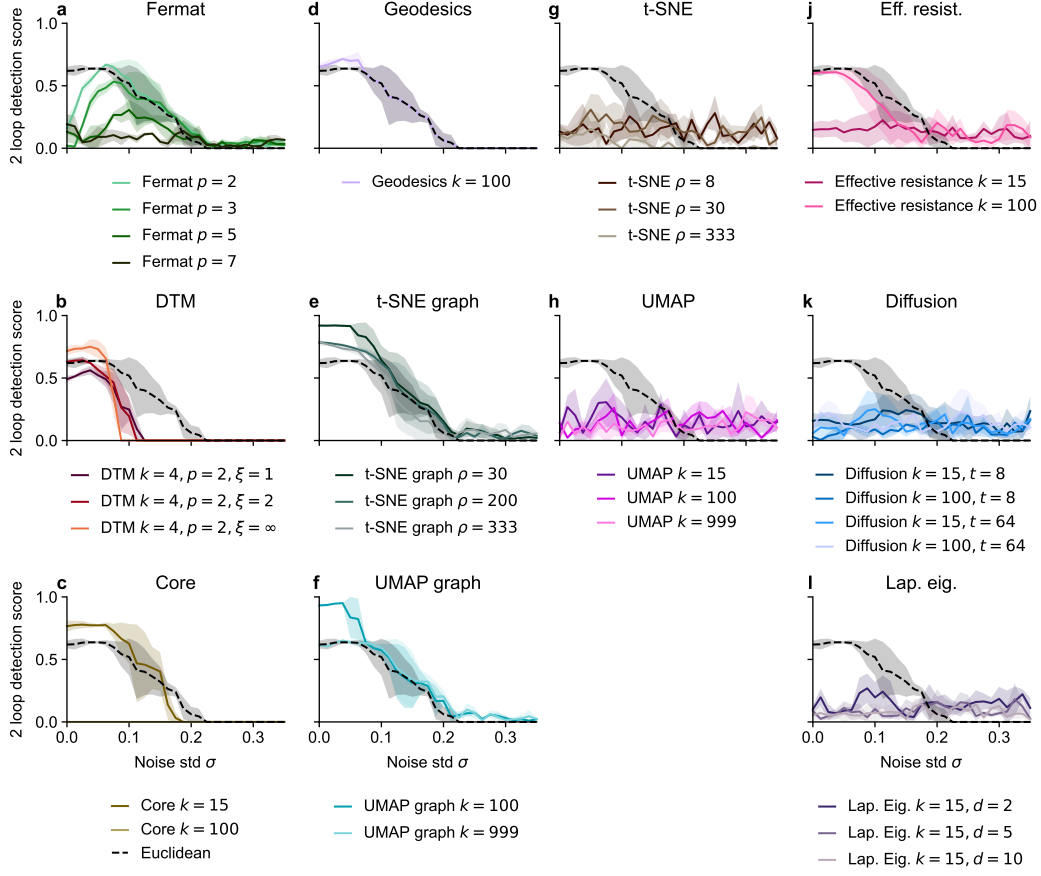 a Fermat
2 loop detection score
1.0
0.5
0.0
Fermat p = 2
Fermat p = 3
Fermat p = 5
Fermat p = 7
d Geodesics
Geodesics k = 100
g t-SNE
t-SNE ρ = 8
t-SNE ρ = 30
t-SNE ρ = 333
j Eff. resist.
Effective resistance k = 15
Effective resistance k = 100
b DTM
2 loop detection score
1.0
0.5
0.0
DTM k = 4, p = 2, ξ = 1
DTM k = 4, p = 2, ξ = 2
DTM k = 4, p = 2, ξ = ∞
e t-SNE graph
t-SNE graph ρ = 30
t-SNE graph ρ = 200
t-SNE graph ρ = 333
h UMAP
UMAP k = 15
UMAP k = 100
UMAP k = 999
k Diffusion
Diffusion k = 15, t = 8
Diffusion k = 100, t = 8
Diffusion k = 15, t = 64
Diffusion k = 100, t = 64
c Core
2 loop detection score
1.0
0.5
0.0
0.0 0.1 0.2 0.3
Noise std σ
Core k = 15
Core k = 100
Euclidean
f UMAP graph
0.0 0.1 0.2 0.3
Noise std σ
UMAP graph k = 100
UMAP graph k = 999
l Lap. eig.
0.0 0.1 0.2 0.3
Noise std σ
Lap. Eig. k = 15, d = 2
Lap. Eig. k = 15, d = 5
Lap. Eig. k = 15, d = 10